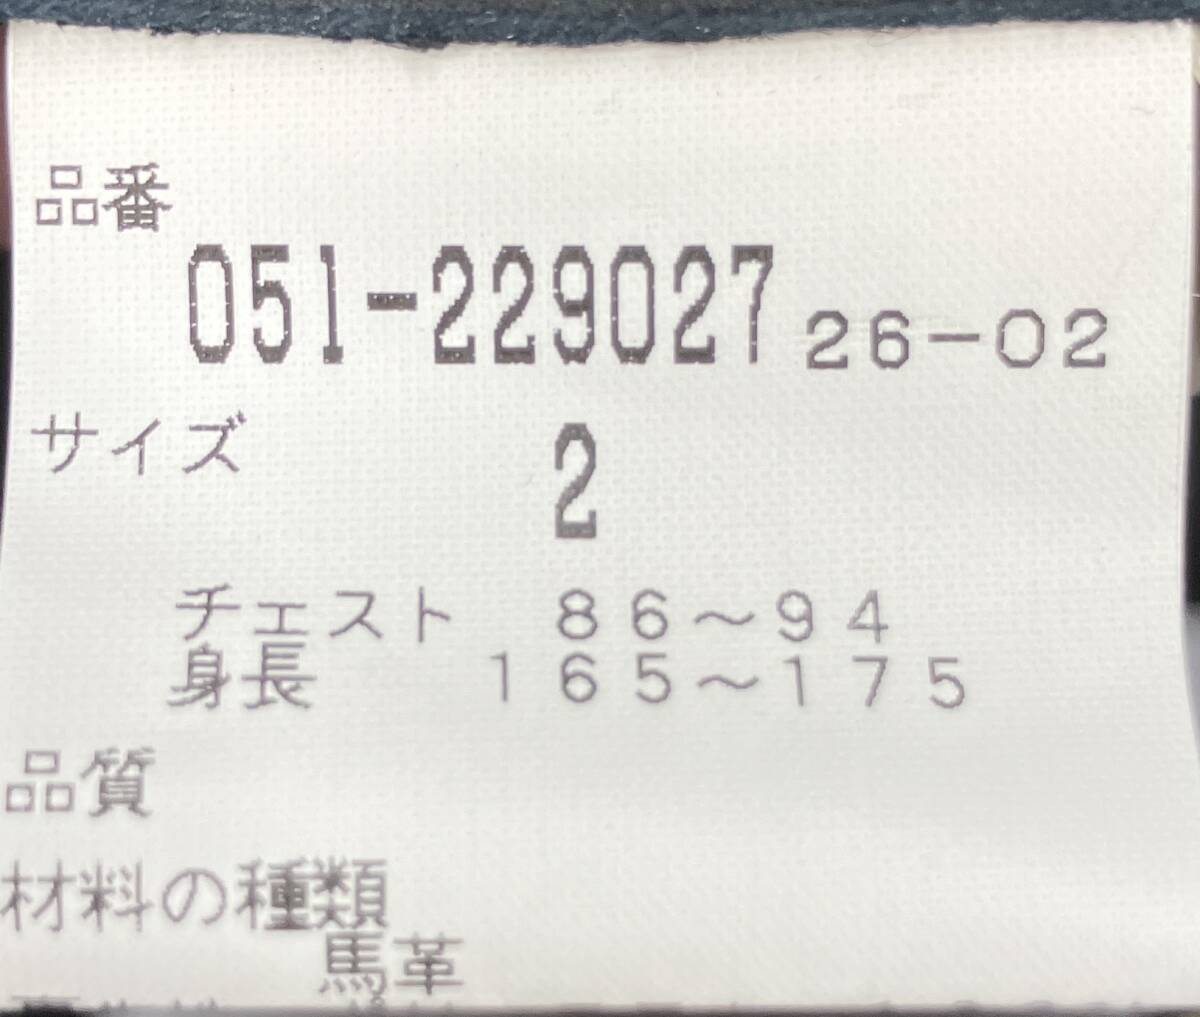 品番
051-229027 26-02
サイズ 2
チェスト 86~94
身長 165~175
品質
材料の種類
馬革